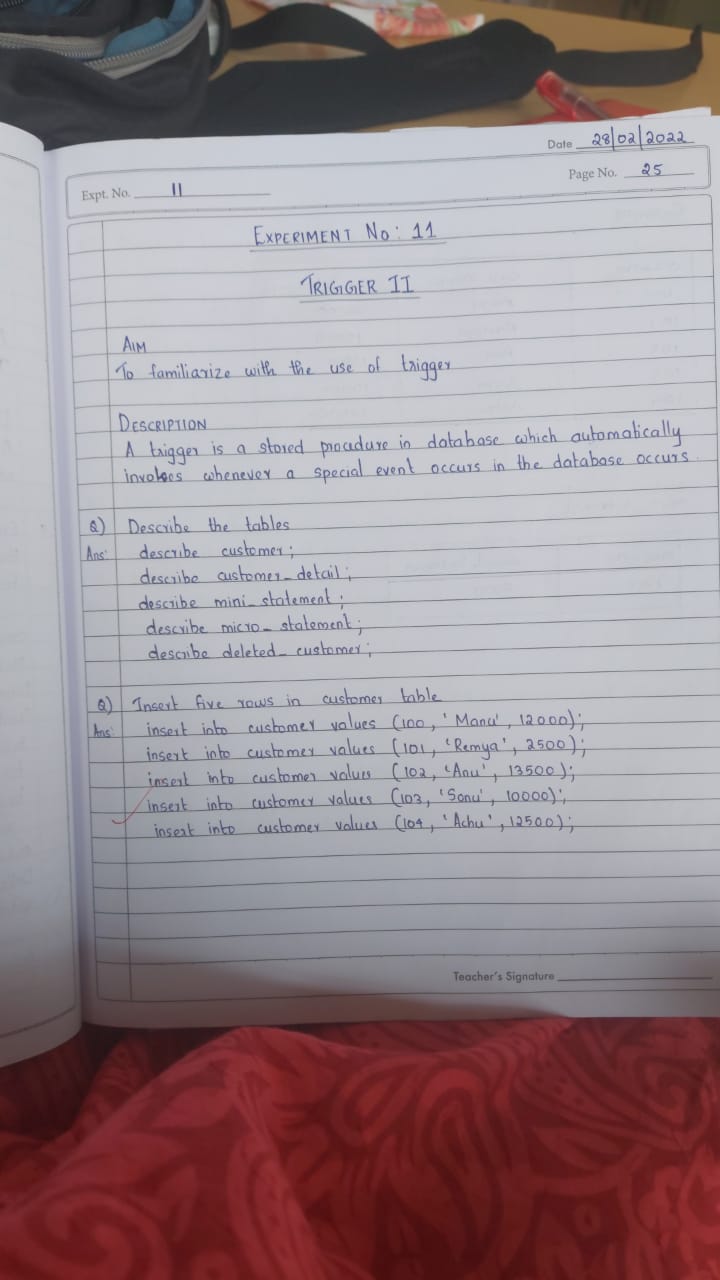 Date 28/02/2022
Expt. No. 11
Page No. 25
EXPERIMENT No: 11
TRIGGER II
AIM
To familiarize with the use of trigger
DESCRIPTION
A trigger is a stored procedure in database which automatically
invokes whenever a special event occurs in the database occurs
Q) Describe the tables
Ans: describe customer;
describe customer_detail;
describe mini_statement;
describe micro_statement;
describe deleted_customer;
Q) Insert five rows in customer table
Ans: insert into customer values (100, 'Manu', 12000);
insert into customer values (101, 'Remya', 2500);
insert into customer values (102, 'Anu', 13500);
insert into customer values (103, 'Sonu', 10000);
insert into customer values (104, 'Achu', 12500);
Teacher's Signature